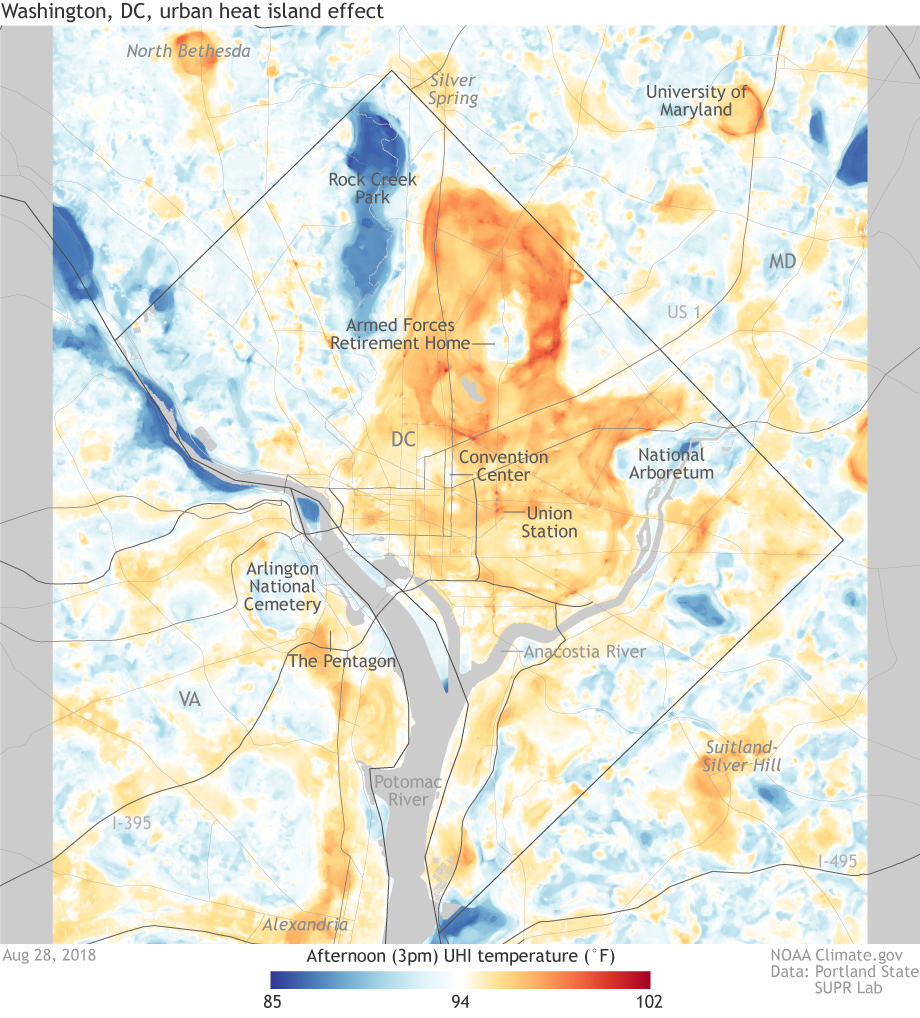 Washington, DC, urban heat island effect
North Bethesda
Silver
Spring
University of
Maryland
Rock Creek
Park
MD
US 1
Armed Forces
Retirement Home
DC
Convention
Center
National
Arboretum
Union
Station
Arlington
National
Cemetery
The Pentagon
Anacostia River
VA
Suitland-
Silver Hill
Potomac
River
I-395
I-495
Alexandria
Aug 28, 2018
Afternoon (3pm) UHI temperature (°F)
85
94
102
NOAA Climate.gov
Data: Portland State
SUPR Lab